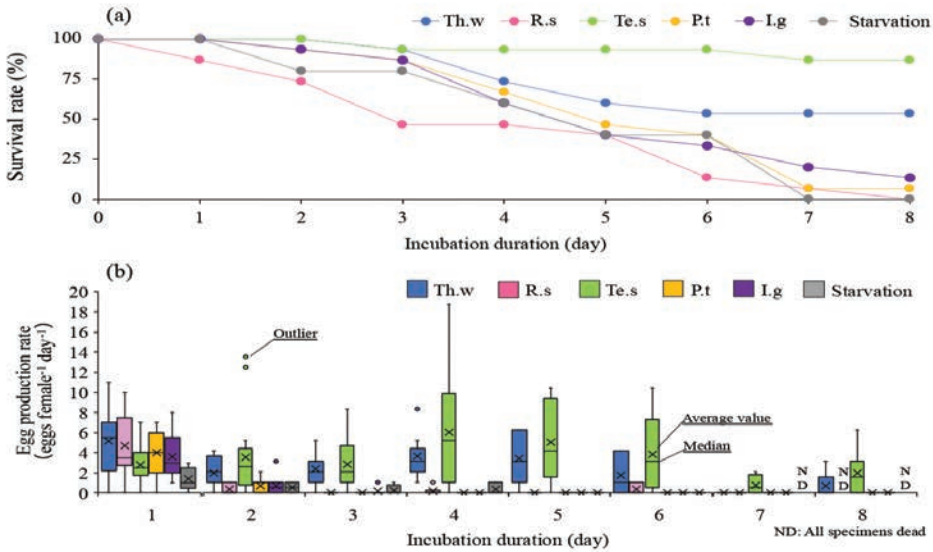 (a)
Th.w R.s Te.s P.t I.g Starvation
Survival rate (%)
100
75
50
25
0
0 1 2 3 4 5 6 7 8
Incubation duration (day)
(b)
Th.w R.s Te.s P.t I.g Starvation
Egg production rate
(eggs female⁻¹ day⁻¹)
20
18
16
14
12
10
8
6
4
2
0
Outlier
Average value
Median
N
D
N
D
N
D
1 2 3 4 5 6 7 8
ND: All specimens dead
Incubation duration (day)